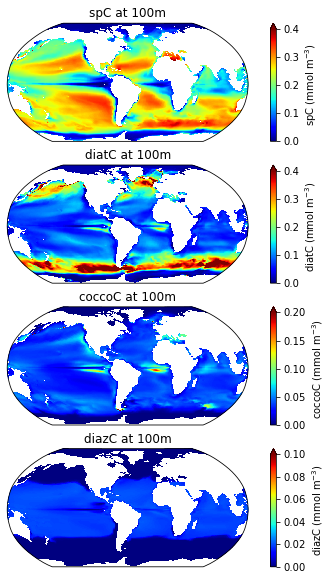 spC at 100m
0.4
0.3
0.2
0.1
0.0
spC (mmol m⁻³)
diatC at 100m
0.4
0.3
0.2
0.1
0.0
diatC (mmol m⁻³)
coccoC at 100m
0.20
0.15
0.10
0.05
0.00
coccoC (mmol m⁻³)
diazC at 100m
0.10
0.08
0.06
0.04
0.02
0.00
diazC (mmol m⁻³)